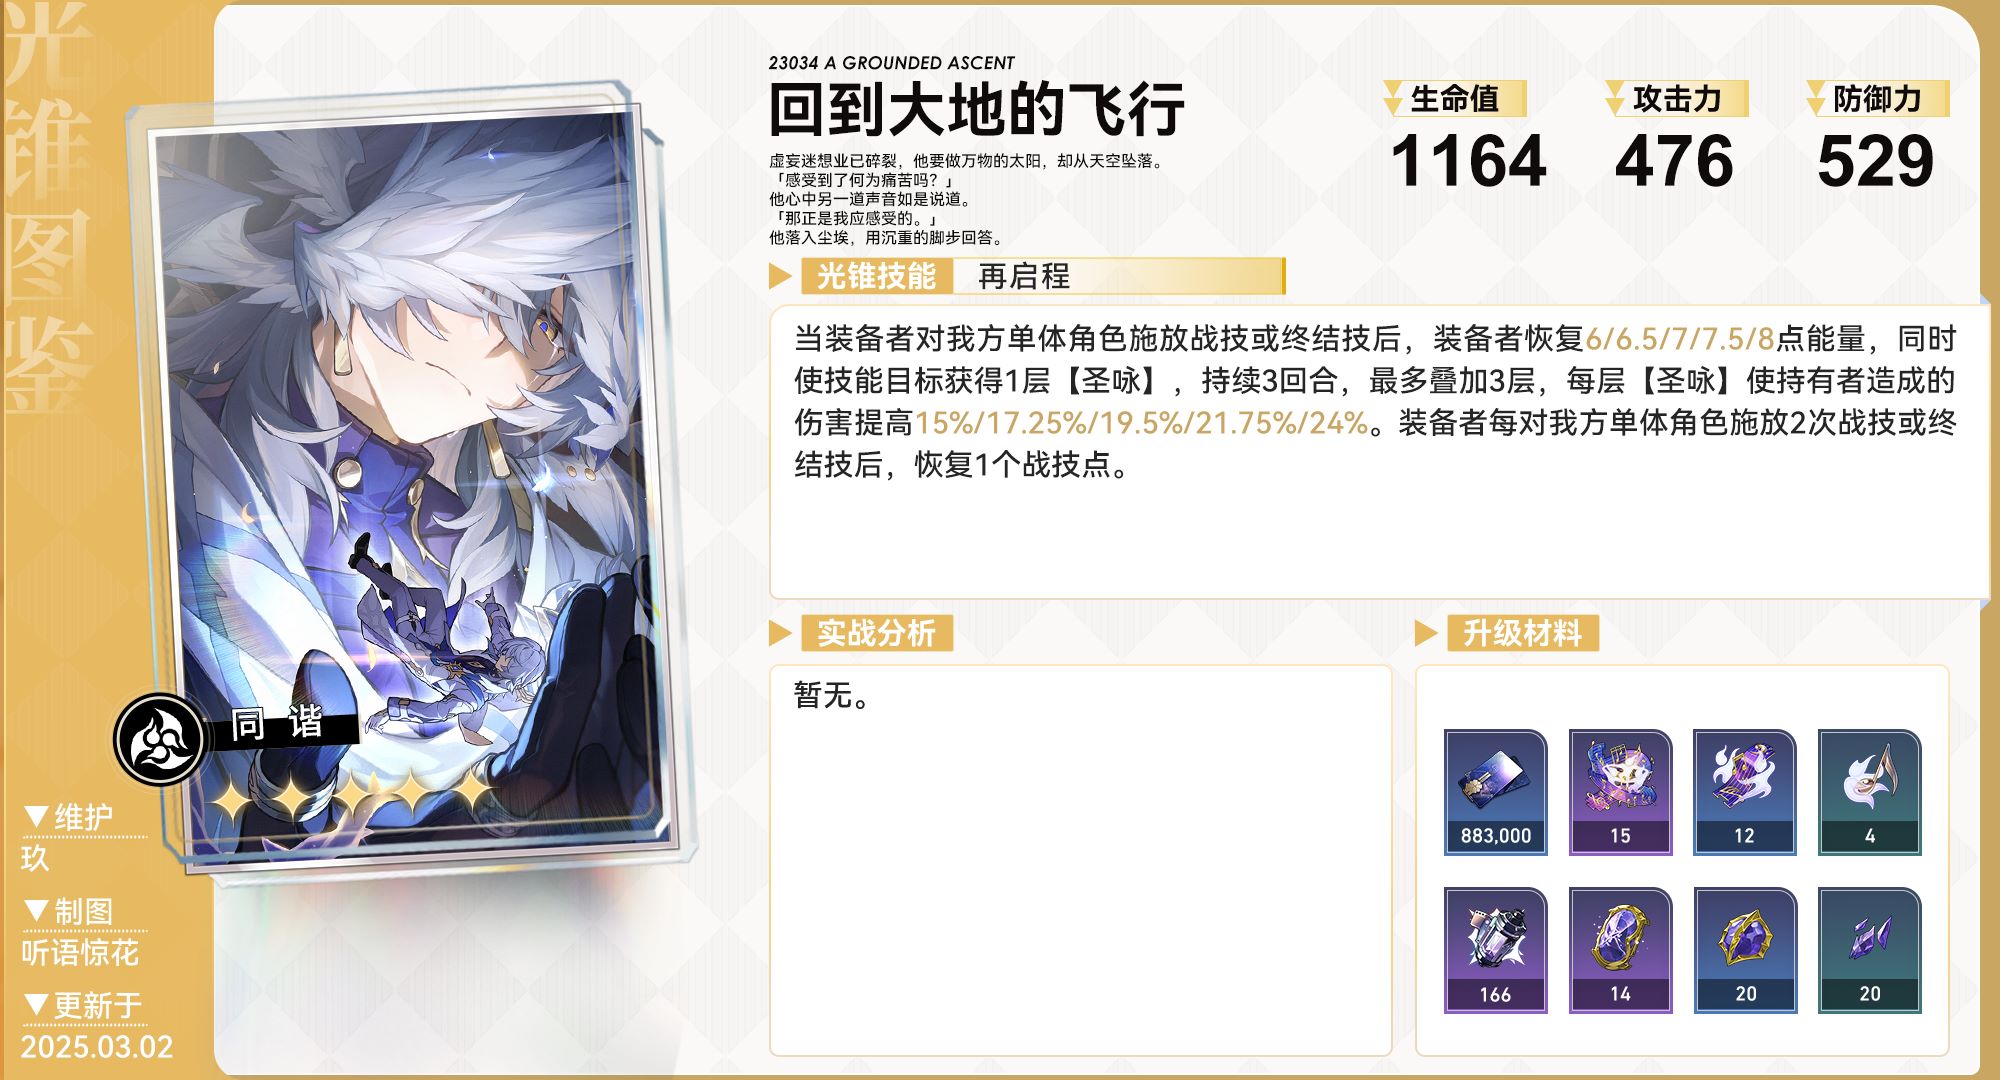 光锥图鉴
23034 A GROUNDED ASCENT
回到大地的飞行
虚妄迷想业已碎裂，他要做万物的太阳，却从天空坠落。
「感受到了何为痛苦吗？」
他心中另一道声音如是说道。
「那正是我应感受的。」
他落入尘埃，用沉重的脚步回答。
生命值
1164
攻击力
476
防御力
529
光锥技能
再启程
当装备者对我方单体角色施放战技或终结技后，装备者恢复6/6.5/7/7.5/8点能量，同时
使技能目标获得1层【圣咏】，持续3回合，最多叠加3层，每层【圣咏】使持有者造成的
伤害提高15%/17.25%/19.5%/21.75%/24%。装备者每对我方单体角色施放2次战技或终
结技后，恢复1个战技点。
同谐
实战分析
暂无。
升级材料
883,000
15
12
4
166
14
20
20
▼维护
玖
▼制图
听语惊花
▼更新于
2025.03.02